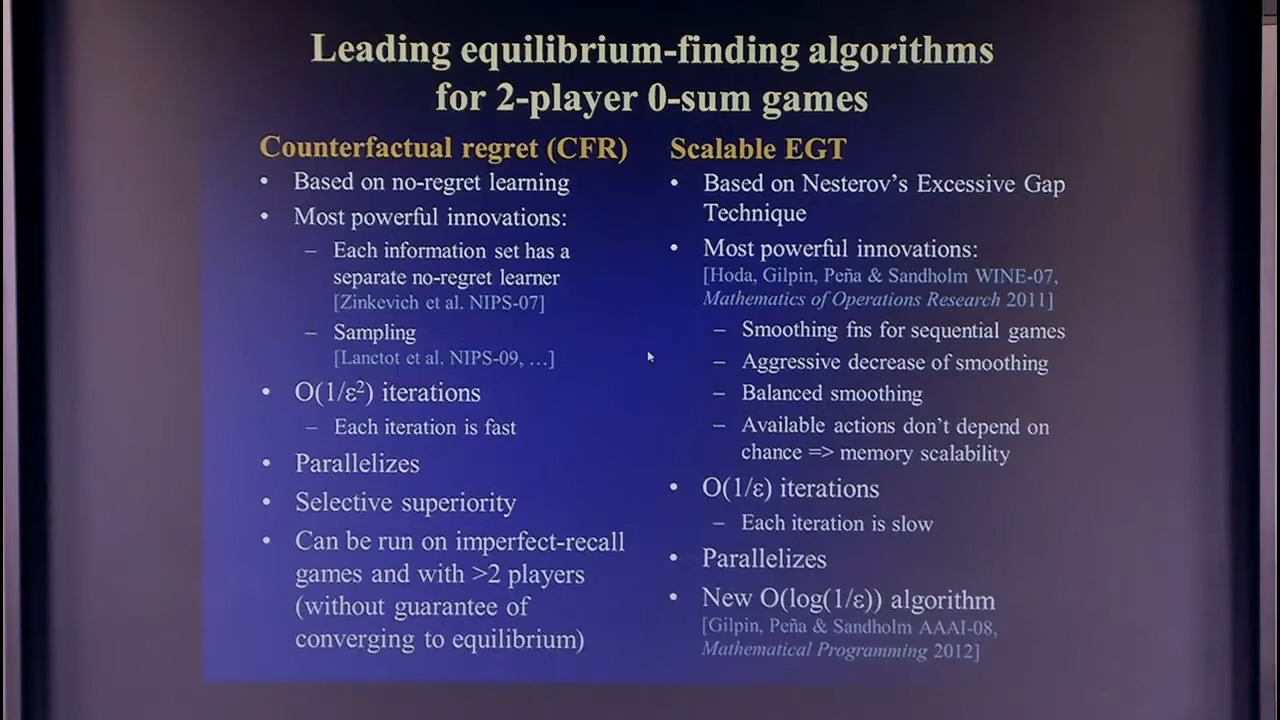 Leading equilibrium-finding algorithms
for 2-player 0-sum games
Counterfactual regret (CFR)
• Based on no-regret learning
• Most powerful innovations:
– Each information set has a
separate no-regret learner
[Zinkevich et al. NIPS-07]
– Sampling
[Lanctot et al. NIPS-09, …]
• O(1/ε²) iterations
– Each iteration is fast
• Parallelizes
• Selective superiority
• Can be run on imperfect-recall
games and with >2 players
(without guarantee of
converging to equilibrium)
Scalable EGT
• Based on Nesterov's Excessive Gap
Technique
• Most powerful innovations:
[Hoda, Gilpin, Peña & Sandholm WINE-07,
Mathematics of Operations Research 2011]
– Smoothing fns for sequential games
– Aggressive decrease of smoothing
– Balanced smoothing
– Available actions don't depend on
chance => memory scalability
• O(1/ε) iterations
– Each iteration is slow
• Parallelizes
• New O(log(1/ε)) algorithm
[Gilpin, Peña & Sandholm AAAI-08,
Mathematical Programming 2012]